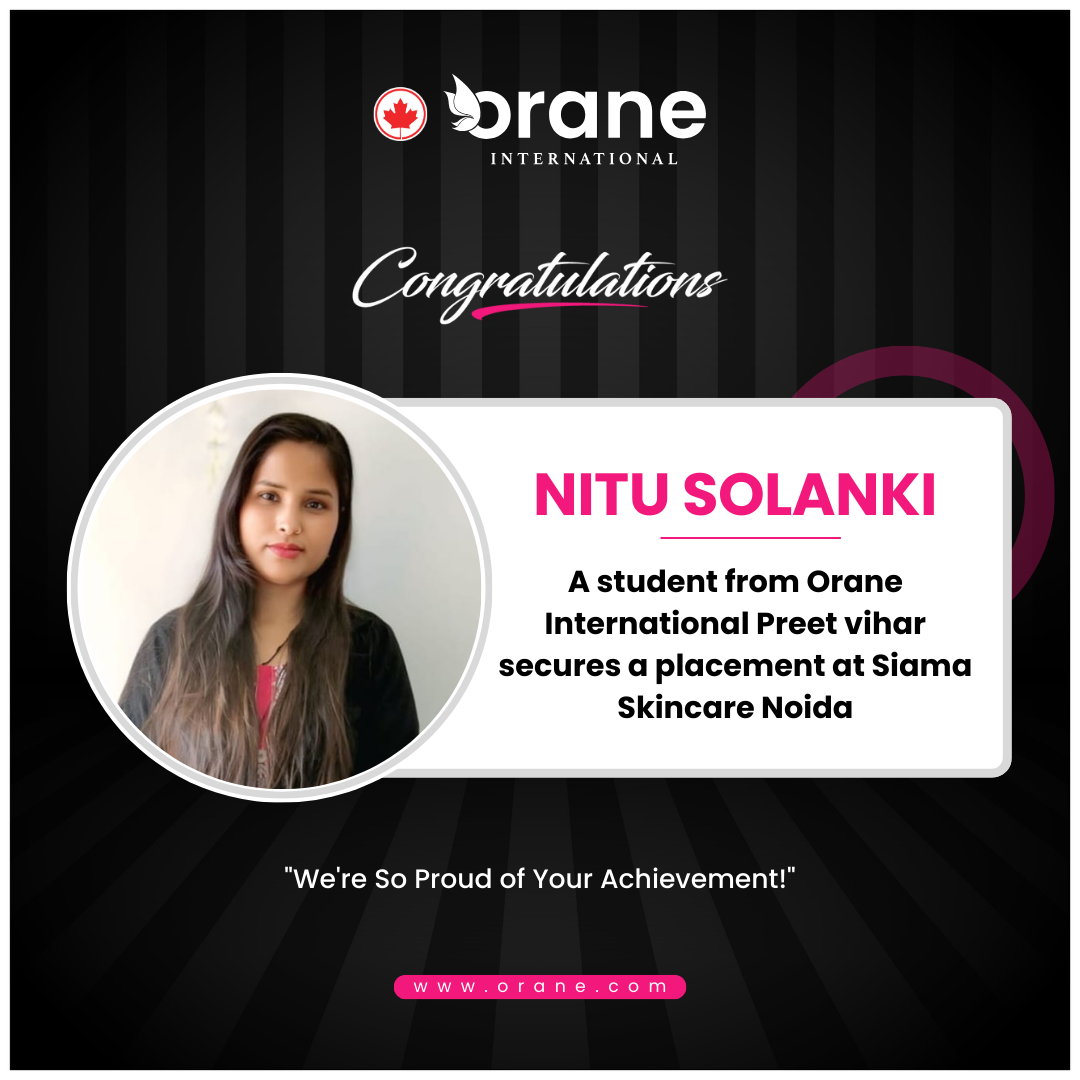 orane
INTERNATIONAL
Congratulations
NITU SOLANKI
A student from Orane
International Preet vihar
secures a placement at Siama
Skincare Noida
"We're So Proud of Your Achievement!"
www.orane.com